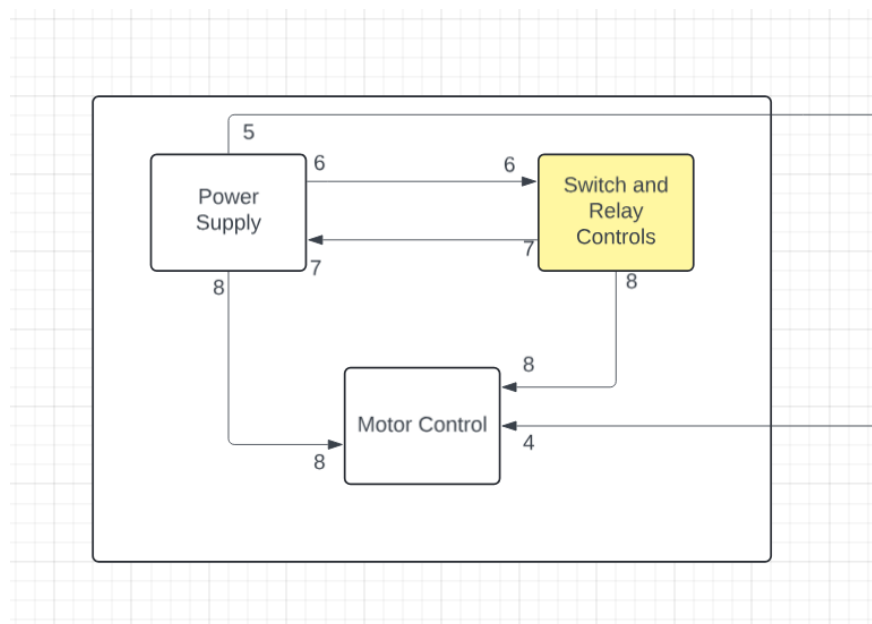 5
6
6
Power
Supply
Switch and
Relay
Controls
7
7
8
8
8
Motor Control
4
8